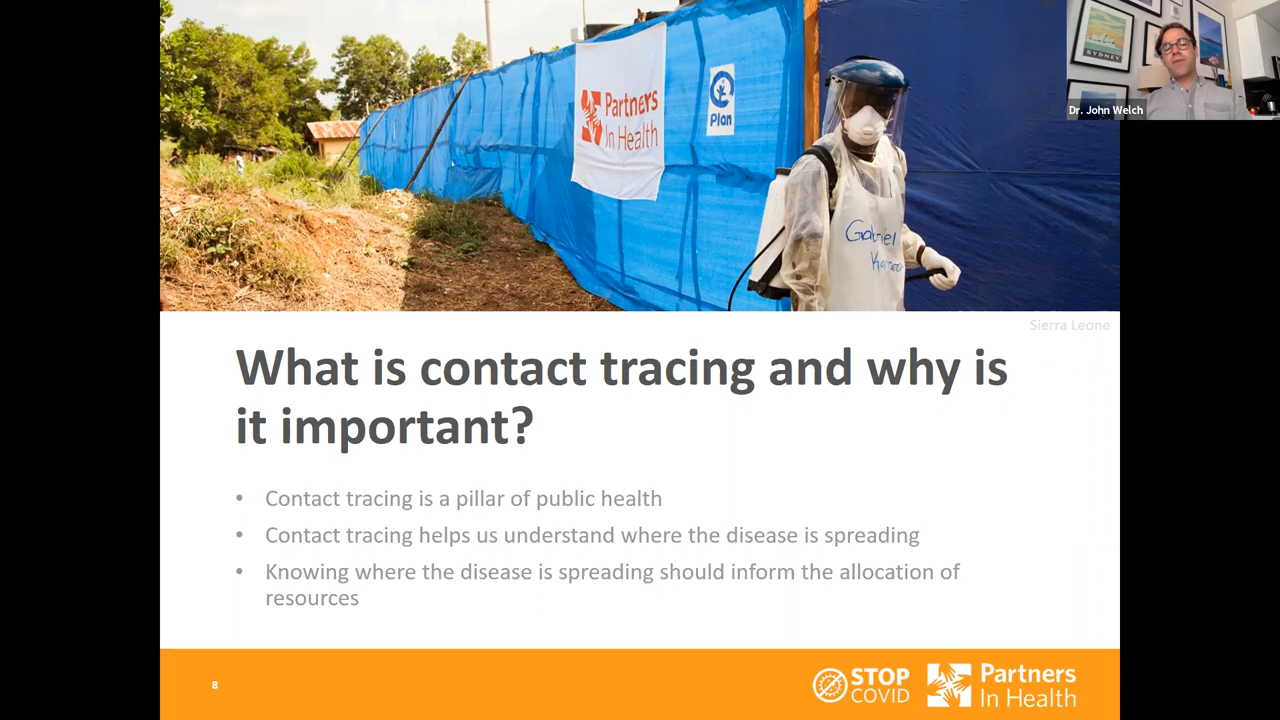 SYDNEY
Dr. John Welch
Partners
In Health
Plan
Gabriel
Sierra Leone
What is contact tracing and why is
it important?
• Contact tracing is a pillar of public health
• Contact tracing helps us understand where the disease is spreading
• Knowing where the disease is spreading should inform the allocation of
resources
8
STOP
COVID
Partners
In Health